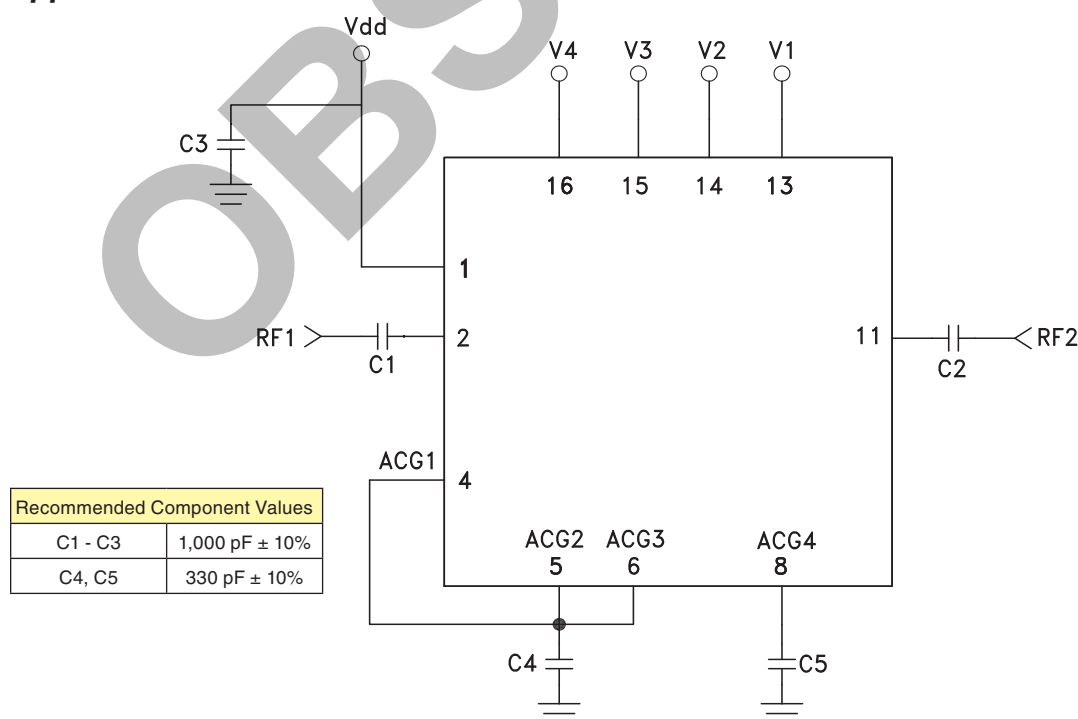 Vdd
V4 V3 V2 V1
C3
16 15 14 13
1
RF1 C1 2
11 C2 RF2
ACG1 4
Recommended Component Values
C1 - C3 1,000 pF ± 10%
C4, C5 330 pF ± 10%
ACG2 ACG3 ACG4
5 6 8
C4 C5
OBS